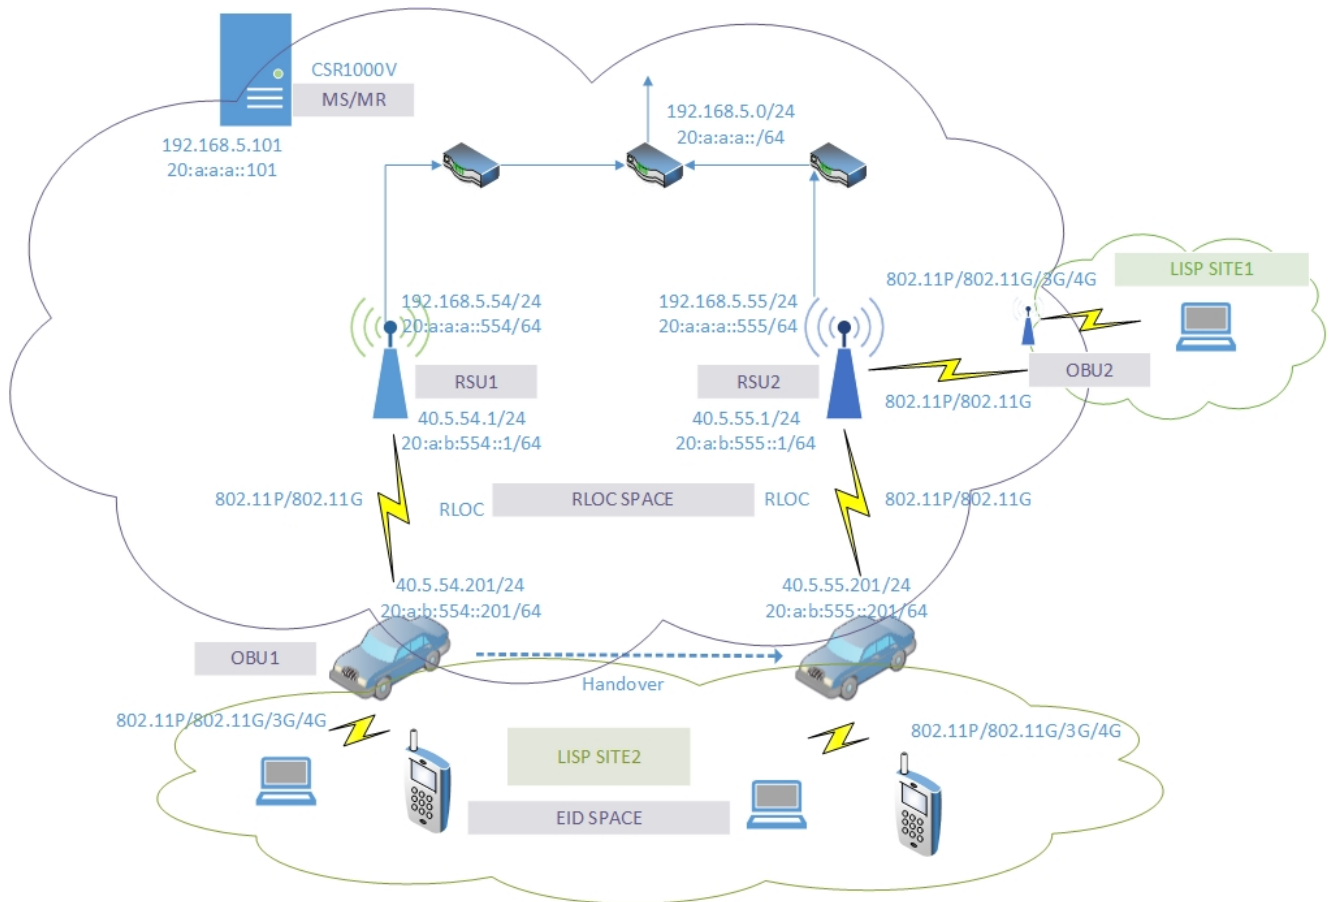 CSR1000V
MS/MR
192.168.5.101
20:a:a:a::101
192.168.5.0/24
20:a:a:a::/64
LISP SITE1
802.11P/802.11G/3G/4G
192.168.5.54/24
20:a:a:a::554/64
192.168.5.55/24
20:a:a:a::555/64
RSU1
RSU2
OBU2
802.11P/802.11G
40.5.54.1/24
20:a:b:554::1/64
40.5.55.1/24
20:a:b:555::1/64
802.11P/802.11G
RLOC
RLOC SPACE
RLOC
802.11P/802.11G
40.5.54.201/24
20:a:b:554::201/64
40.5.55.201/24
20:a:b:555::201/64
OBU1
Handover
802.11P/802.11G/3G/4G
802.11P/802.11G/3G/4G
LISP SITE2
EID SPACE